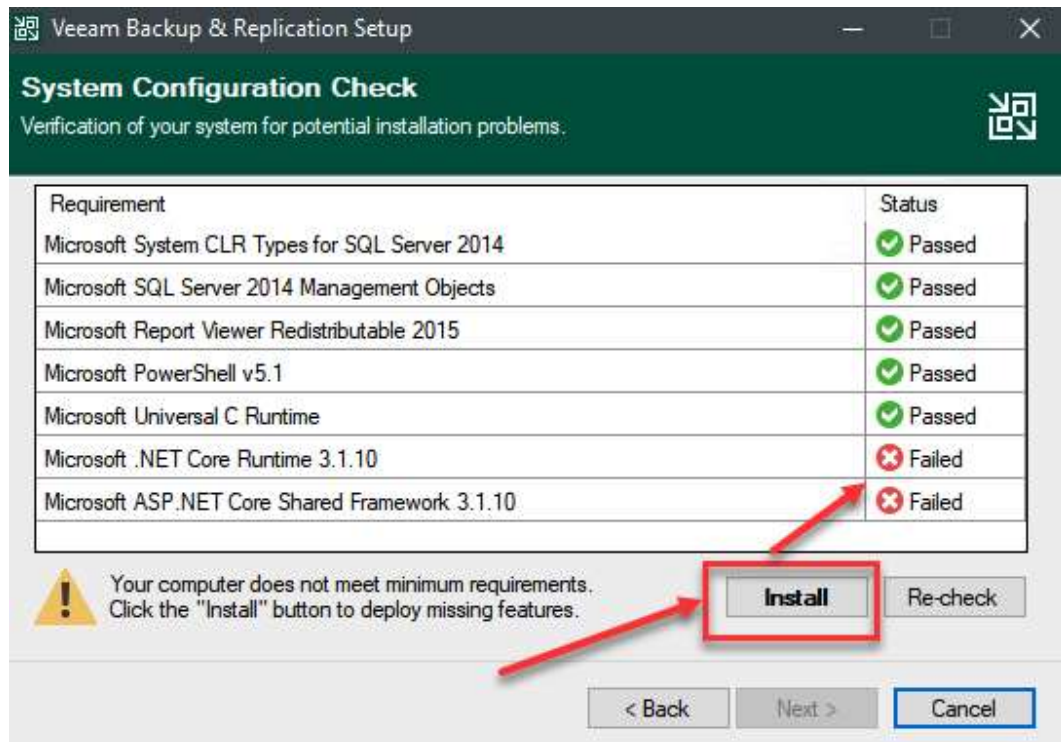 Veeam Backup & Replication Setup
System Configuration Check
Verification of your system for potential installation problems.
Requirement Status
Microsoft System CLR Types for SQL Server 2014 Passed
Microsoft SQL Server 2014 Management Objects Passed
Microsoft Report Viewer Redistributable 2015 Passed
Microsoft PowerShell v5.1 Passed
Microsoft Universal C Runtime Passed
Microsoft .NET Core Runtime 3.1.10 Failed
Microsoft ASP.NET Core Shared Framework 3.1.10 Failed
Your computer does not meet minimum requirements.
Click the "Install" button to deploy missing features.
Install Re-check
< Back Next > Cancel